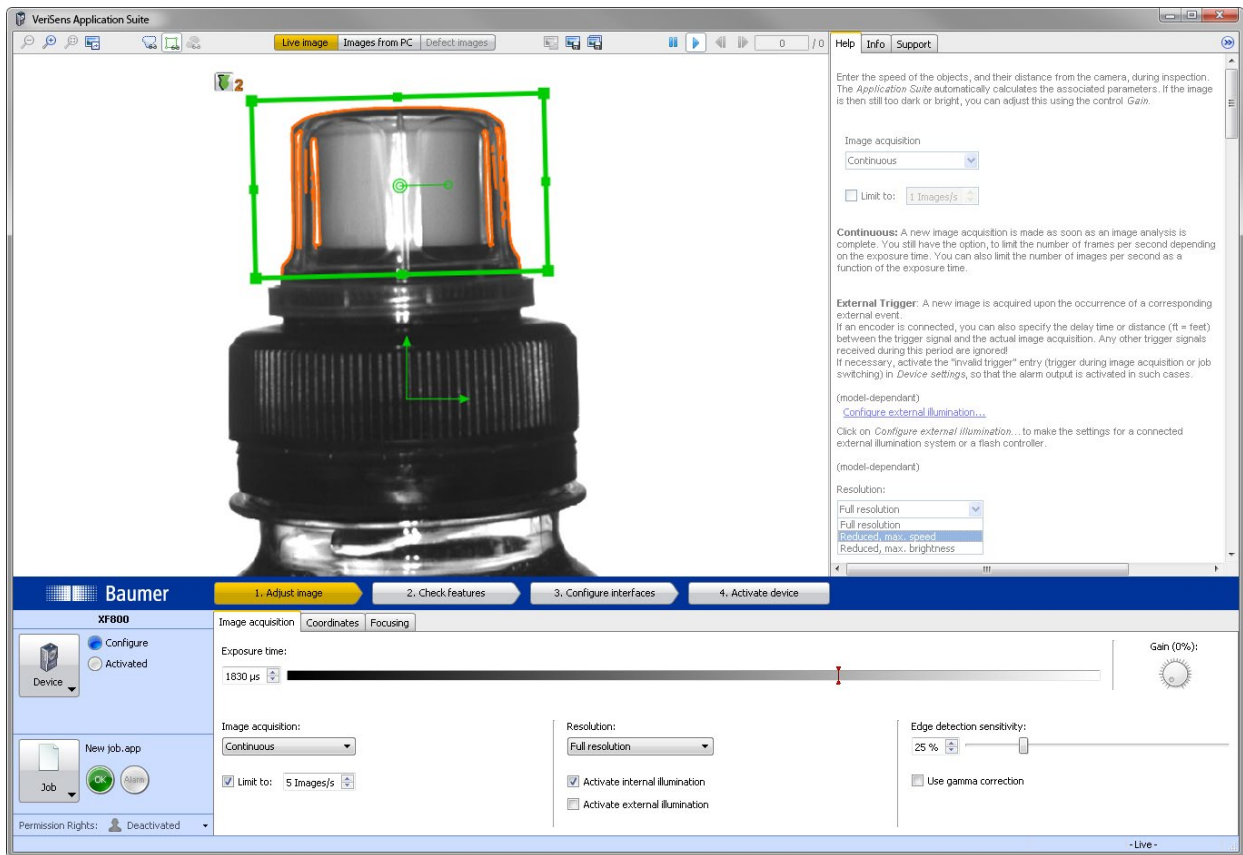 VeriSens Application Suite
Live image Images from PC Defect images 0 / 0
2
Help Info Support
Enter the speed of the objects, and their distance from the camera, during inspection.
The Application Suite automatically calculates the associated parameters. If the image
is then still too dark or bright, you can adjust this using the control Gain.
Image acquisition
Continuous
Limit to: 1 Images/s
Continuous: A new image acquisition is made as soon as an image analysis is
complete. You still have the option, to limit the number of frames per second depending
on the exposure time. You can also limit the number of images per second as a
function of the exposure time.
External Trigger: A new image is acquired upon the occurrence of a corresponding
external event.
If an encoder is connected, you can also specify the delay time or distance (ft = feet)
between the trigger signal and the actual image acquisition. Any other trigger signals
received during this period are ignored!
If necessary, activate the "invalid trigger" entry (trigger during image acquisition or job
switching) in Device settings, so that the alarm output is activated in such cases.
(model-dependant)
Configure external illumination...
Click on Configure external illumination... to make the settings for a connected
external illumination system or a flash controller.
(model-dependant)
Resolution:
Full resolution
Full resolution
Reduced, max. speed
Reduced, max. brightness
Baumer
1. Adjust image 2. Check features 3. Configure interfaces 4. Activate device
XF800
Configure
Activated
Device
New job.app
Job
OK Alarm
Permission Rights: Deactivated
Image acquisition Coordinates Focusing
Exposure time:
1830 µs
Gain (0%):
Image acquisition:
Continuous
Limit to: 5 Images/s
Resolution:
Full resolution
Activate internal illumination
Activate external illumination
Edge detection sensitivity:
25 %
Use gamma correction
- Live -